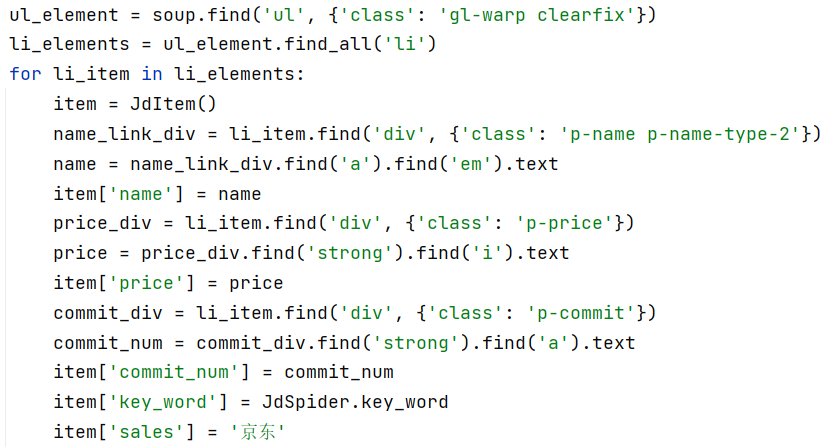 ul_element = soup.find('ul', {'class': 'gl-warp clearfix'})
li_elements = ul_element.find_all('li')
for li_item in li_elements:
    item = JdItem()
    name_link_div = li_item.find('div', {'class': 'p-name p-name-type-2'})
    name = name_link_div.find('a').find('em').text
    item['name'] = name
    price_div = li_item.find('div', {'class': 'p-price'})
    price = price_div.find('strong').find('i').text
    item['price'] = price
    commit_div = li_item.find('div', {'class': 'p-commit'})
    commit_num = commit_div.find('strong').find('a').text
    item['commit_num'] = commit_num
    item['key_word'] = JdSpider.key_word
    item['sales'] = '京东'